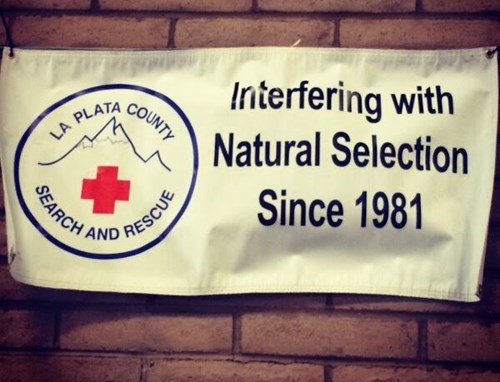 LA PLATA COUNTY
SEARCH AND RESCUE
Interfering with
Natural Selection
Since 1981